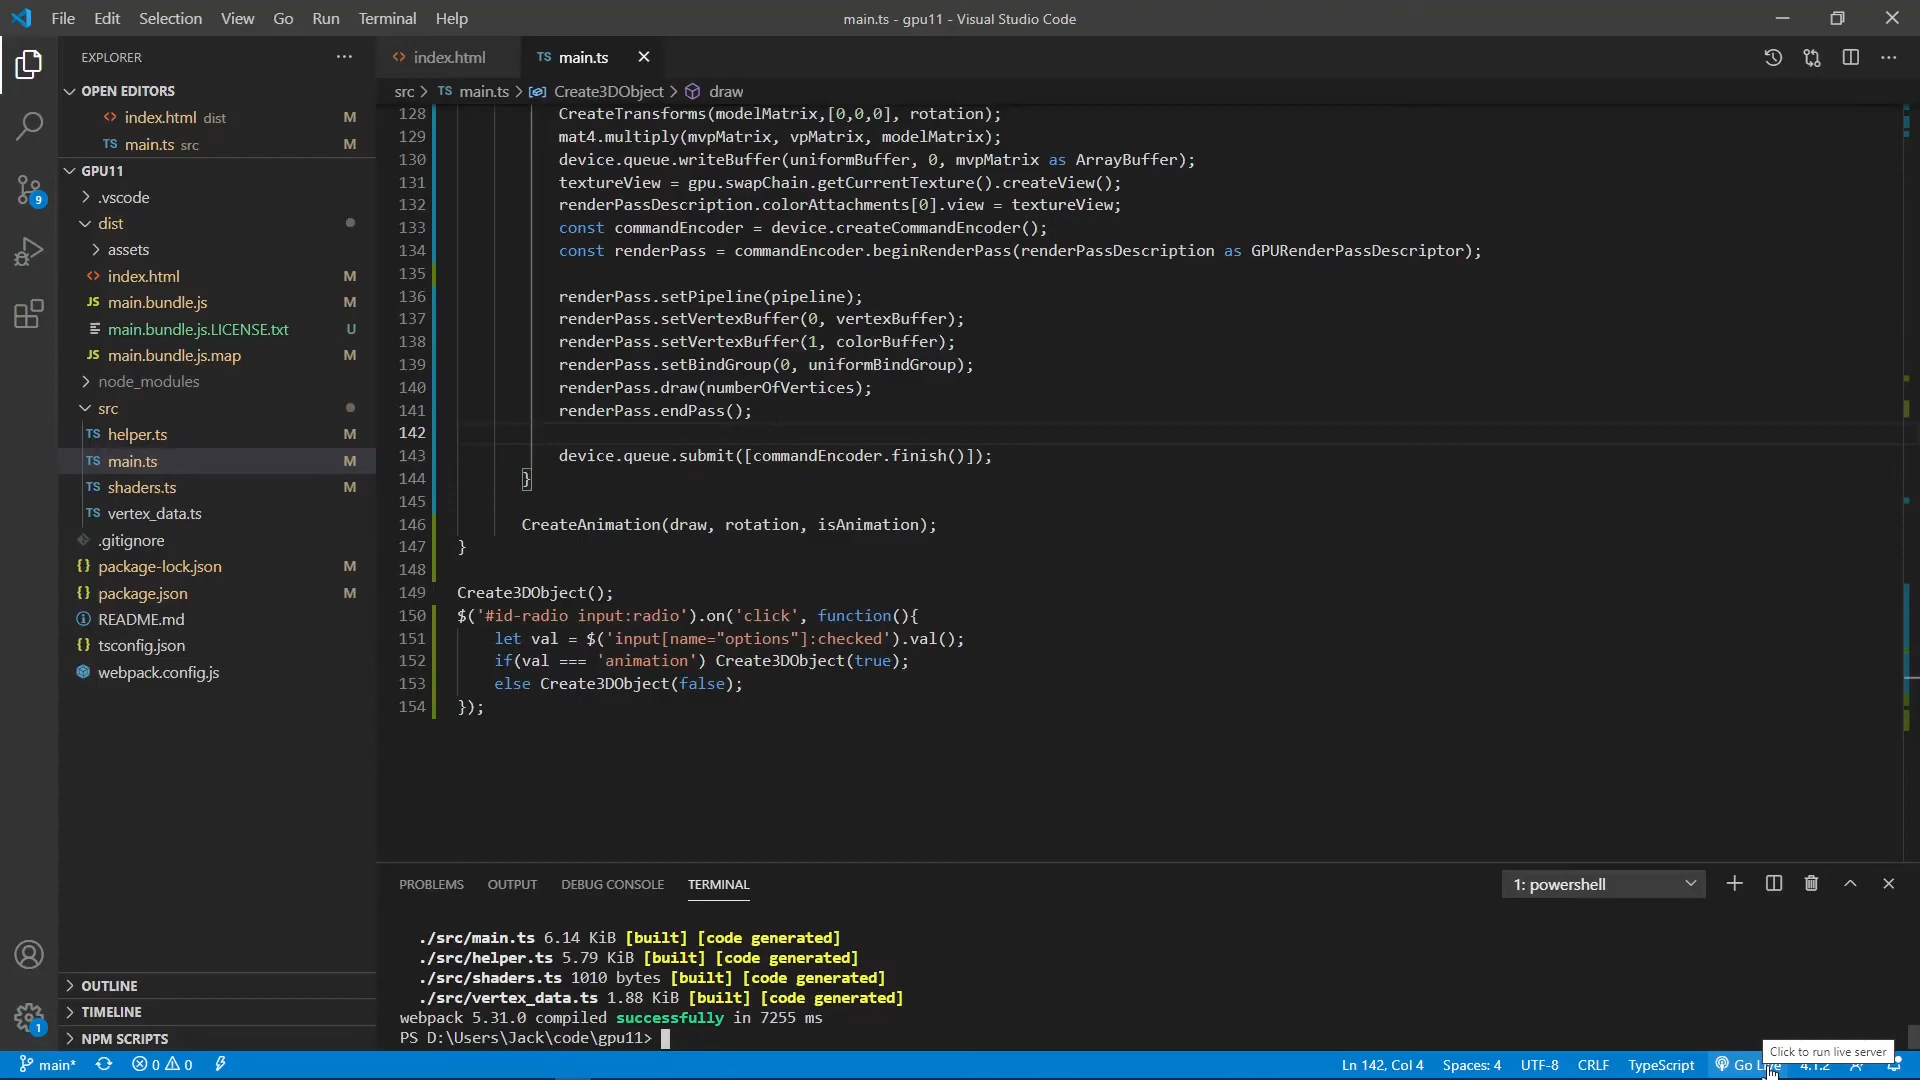 File Edit Selection View Go Run Terminal Help
main.ts - gpu11 - Visual Studio Code
EXPLORER
OPEN EDITORS
index.html dist M
TS main.ts src M
GPU11
.vscode
dist
assets
index.html M
JS main.bundle.js M
main.bundle.js.LICENSE.txt U
JS main.bundle.js.map M
node_modules
src
TS helper.ts M
TS main.ts M
TS shaders.ts M
TS vertex_data.ts
.gitignore
{} package-lock.json M
{} package.json M
README.md
{} tsconfig.json
webpack.config.js
OUTLINE
TIMELINE
NPM SCRIPTS
9
1
index.html
TS main.ts
src > TS main.ts > Create3DObject > draw
128 CreateTransforms(modelMatrix,[0,0,0], rotation);
129 mat4.multiply(mvpMatrix, vpMatrix, modelMatrix);
130 device.queue.writeBuffer(uniformBuffer, 0, mvpMatrix as ArrayBuffer);
131 textureView = gpu.swapChain.getCurrentTexture().createView();
132 renderPassDescription.colorAttachments[0].view = textureView;
133 const commandEncoder = device.createCommandEncoder();
134 const renderPass = commandEncoder.beginRenderPass(renderPassDescription as GPURenderPassDescriptor);
135
136 renderPass.setPipeline(pipeline);
137 renderPass.setVertexBuffer(0, vertexBuffer);
138 renderPass.setVertexBuffer(1, colorBuffer);
139 renderPass.setBindGroup(0, uniformBindGroup);
140 renderPass.draw(numberOfVertices);
141 renderPass.endPass();
142
143 device.queue.submit([commandEncoder.finish()]);
144 }
145
146 CreateAnimation(draw, rotation, isAnimation);
147 }
148
149 Create3DObject();
150 $('#id-radio input:radio').on('click', function(){
151 let val = $('input[name="options"]:checked').val();
152 if(val === 'animation') Create3DObject(true);
153 else Create3DObject(false);
154 });
PROBLEMS OUTPUT DEBUG CONSOLE TERMINAL
1: powershell
./src/main.ts 6.14 KiB [built] [code generated]
./src/helper.ts 5.79 KiB [built] [code generated]
./src/shaders.ts 1010 bytes [built] [code generated]
./src/vertex_data.ts 1.88 KiB [built] [code generated]
webpack 5.31.0 compiled successfully in 7255 ms
PS D:\Users\Jack\code\gpu11>
Click to run live server
main* 0 0 Ln 142, Col 4 Spaces: 4 UTF-8 CRLF TypeScript Go Live 4.1.2